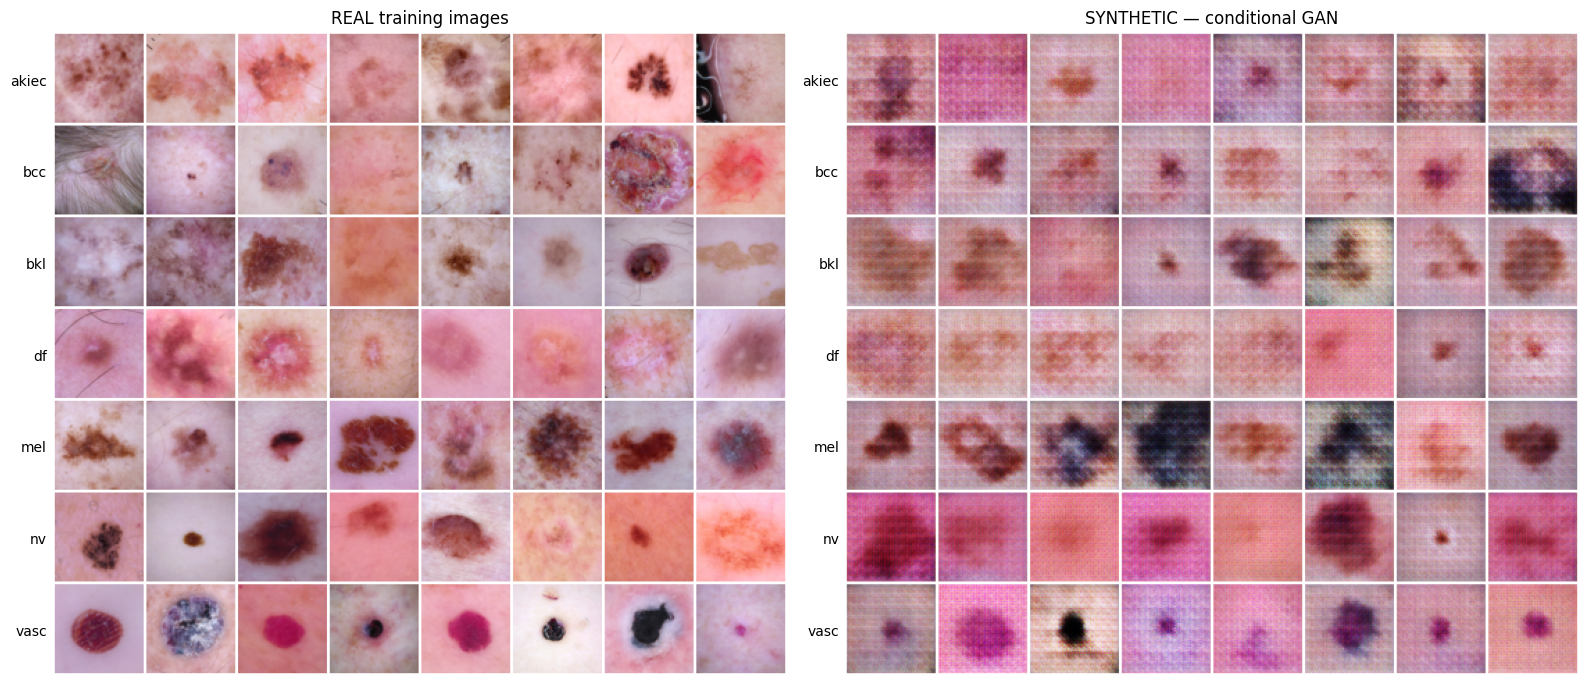 REAL training images
akiec
bcc
bkl
df
mel
nv
vasc
SYNTHETIC — conditional GAN
akiec
bcc
bkl
df
mel
nv
vasc